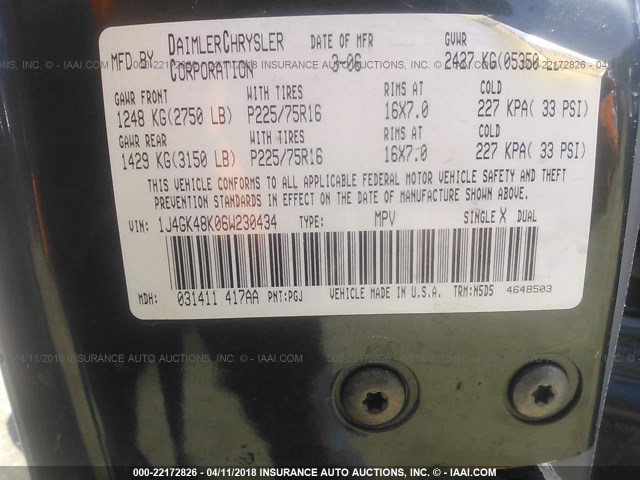 MFD BY DAIMLERCHRYSLER CORPORATION DATE OF MFR 3-06 GVWR 2427 KG(05350
GAWR FRONT WITH TIRES RIMS AT COLD
1248 KG(2750 LB) P225/75R16 16X7.0 227 KPA( 33 PSI)
GAWR REAR WITH TIRES RIMS AT COLD
1429 KG(3150 LB) P225/75R16 16X7.0 227 KPA( 33 PSI)
THIS VEHICLE CONFORMS TO ALL APPLICABLE FEDERAL MOTOR VEHICLE SAFETY AND THEFT
PREVENTION STANDARDS IN EFFECT ON THE DATE OF MANUFACTURE SHOWN ABOVE.
VIN: 1J4GK48K06W230434 TYPE: MPV SINGLE X DUAL
MDH: 031411 417AA PNT:PGJ VEHICLE MADE IN U.S.A. TRM:N5D5 4648503
000-22172826 - 04/11/2018 INSURANCE AUTO AUCTIONS, INC. © - IAAI.COM